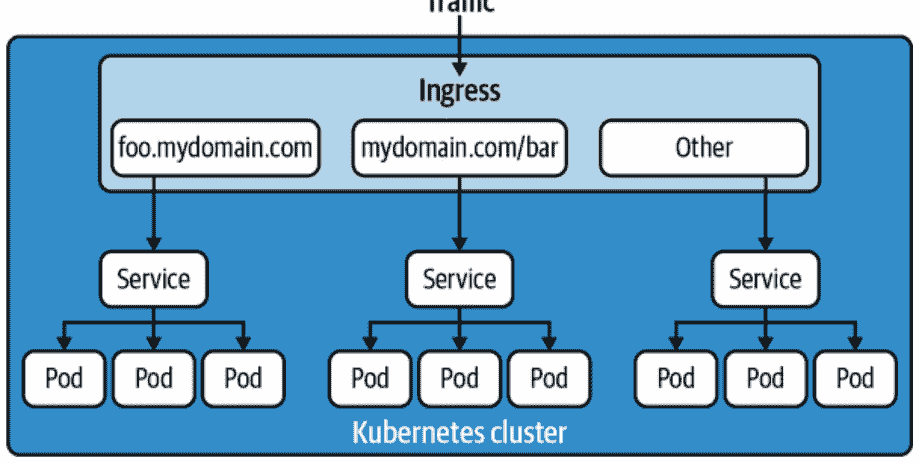 Traffic
Ingress
foo.mydomain.com
mydomain.com/bar
Other
Service
Service
Service
Pod
Pod
Pod
Pod
Pod
Pod
Pod
Pod
Pod
Kubernetes cluster